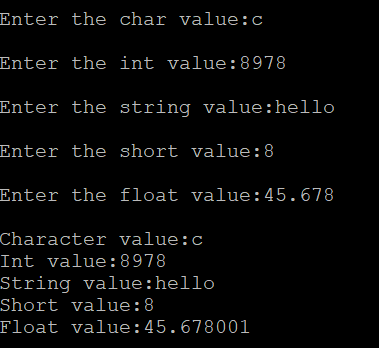 Enter the char value:c
Enter the int value:8978
Enter the string value:hello
Enter the short value:8
Enter the float value:45.678
Character value:c
Int value:8978
String value:hello
Short value:8
Float value:45.678001